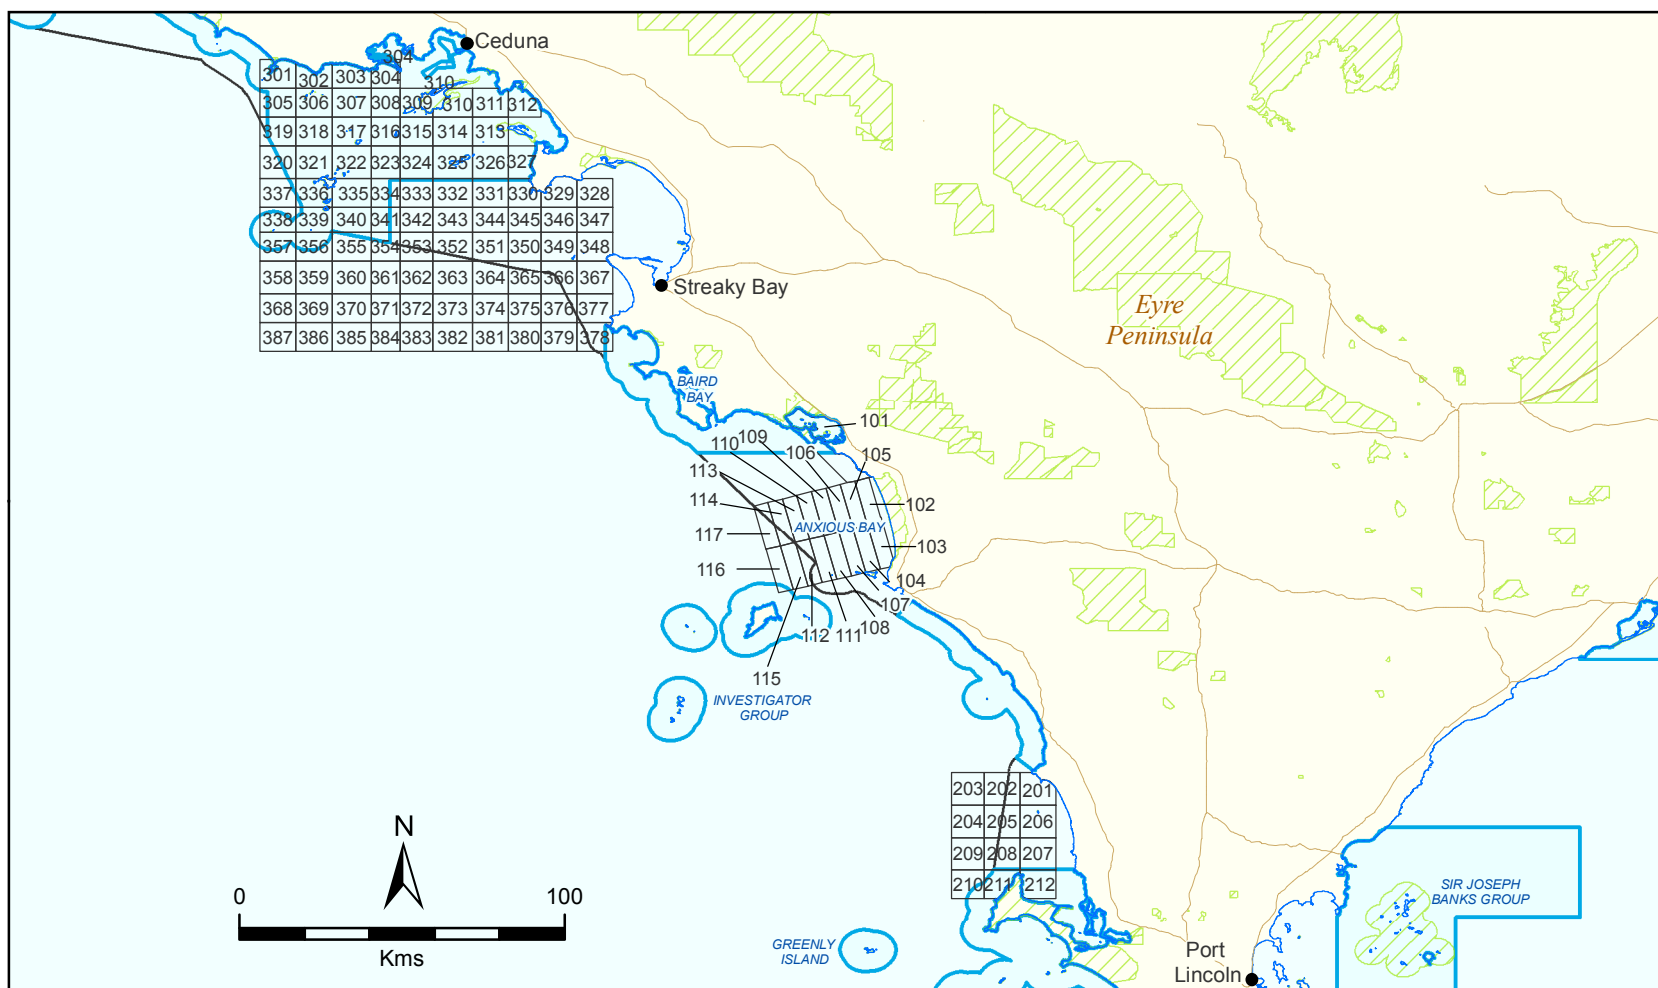 Ceduna
304
301 302 303 304 310
305 306 307 308 309 310 311 312
319 318 317 316 315 314 313
320 321 322 323 324 325 326 327
337 336 335 334 333 332 331 330 329 328
338 339 340 341 342 343 344 345 346 347
357 356 355 354 353 352 351 350 349 348
358 359 360 361 362 363 364 365 366 367
368 369 370 371 372 373 374 375 376 377
387 386 385 384 383 382 381 380 379 378
Streaky Bay
Eyre
Peninsula
BAIRD
BAY
101
110 109
106 105
113
114
102
ANXIOUS BAY
117
103
116
104
107
112 111 108
115
INVESTIGATOR
GROUP
203 202 201
204 205 206
209 208 207
210 211 212
N
0 100
Kms
GREENLY
ISLAND
SIR JOSEPH
BANKS GROUP
Port
Lincoln